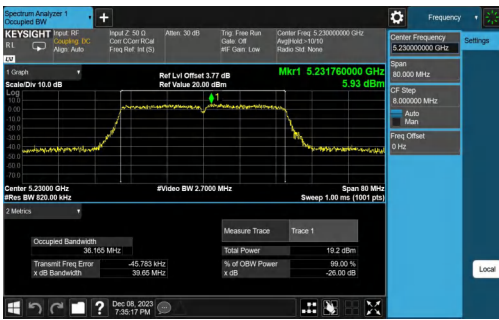 Spectrum Analyzer 1
Occupied BW
+
Frequency
KEYSIGHT
RL
Input: RF
Coupling: DC
Align: Auto
Input Z: 50 Ω
Corr CCorr RCal
Freq Ref: Int (S)
Atten: 30 dB
Trig: Free Run
Gate: Off
#IF Gain: Low
Center Freq: 5.230000000 GHz
Avg|Hold:>10/10
Radio Std: None
LW
Center Frequency
5.230000000 GHz
Settings
Span
80.000 MHz
CF Step
8.000000 MHz
Auto
Man
Freq Offset
0 Hz
Local
1 Graph
Scale/Div 10.0 dB
Ref Lvl Offset 3.77 dB
Ref Value 20.00 dBm
Mkr1 5.231760000 GHz
5.93 dBm
Log
10.0
0.00
-10.0
-20.0
-30.0
-40.0
-50.0
-60.0
-70.0
1
Center 5.23000 GHz
#Video BW 2.7000 MHz
Span 80 MHz
#Res BW 820.00 kHz
Sweep 1.00 ms (1001 pts)
2 Metrics
Measure Trace Trace 1
Occupied Bandwidth
36.165 MHz
Total Power 19.2 dBm
Transmit Freq Error -45.783 kHz
% of OBW Power 99.00 %
x dB Bandwidth 39.65 MHz
x dB -26.00 dB
?
Dec 08, 2023
7:35:17 PM